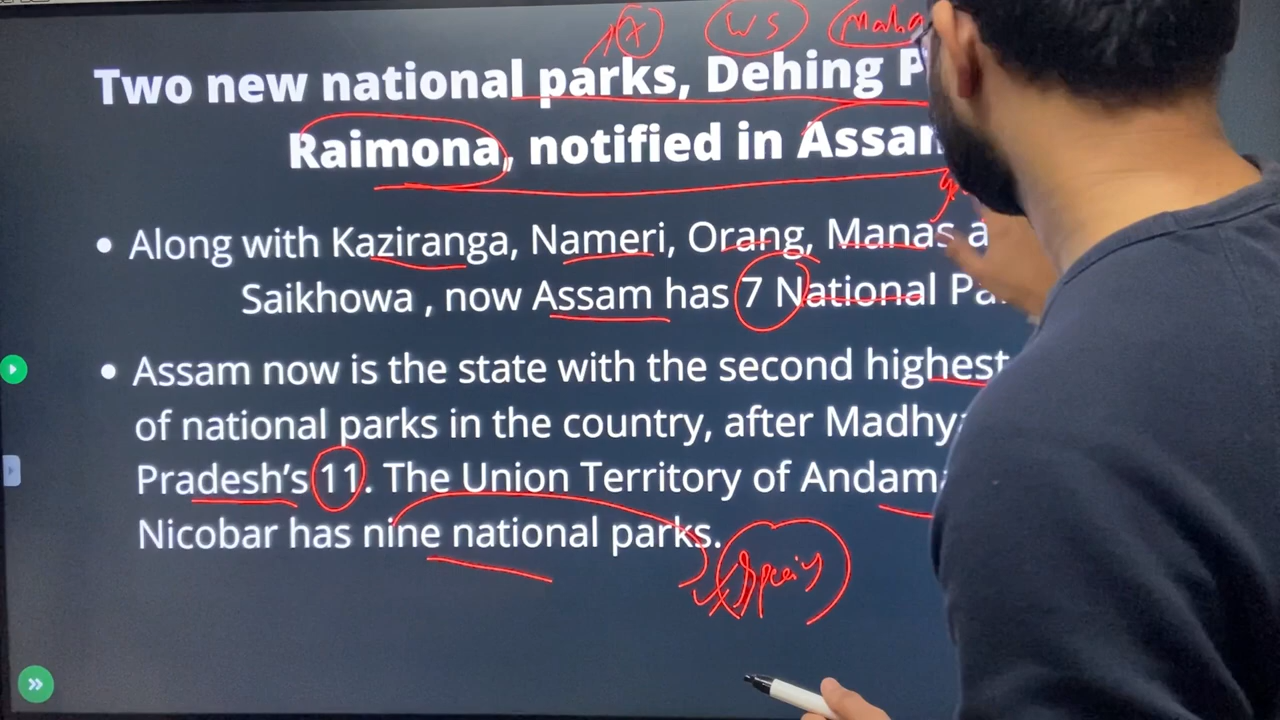 WS
Two new national parks, Dehing P
Raimona, notified in Assam
• Along with Kaziranga, Nameri, Orang, Manas a
Saikhowa , now Assam has 7 National Pa
• Assam now is the state with the second highest
of national parks in the country, after Madhya
Pradesh’s 11. The Union Territory of Andama
Nicobar has nine national parks.